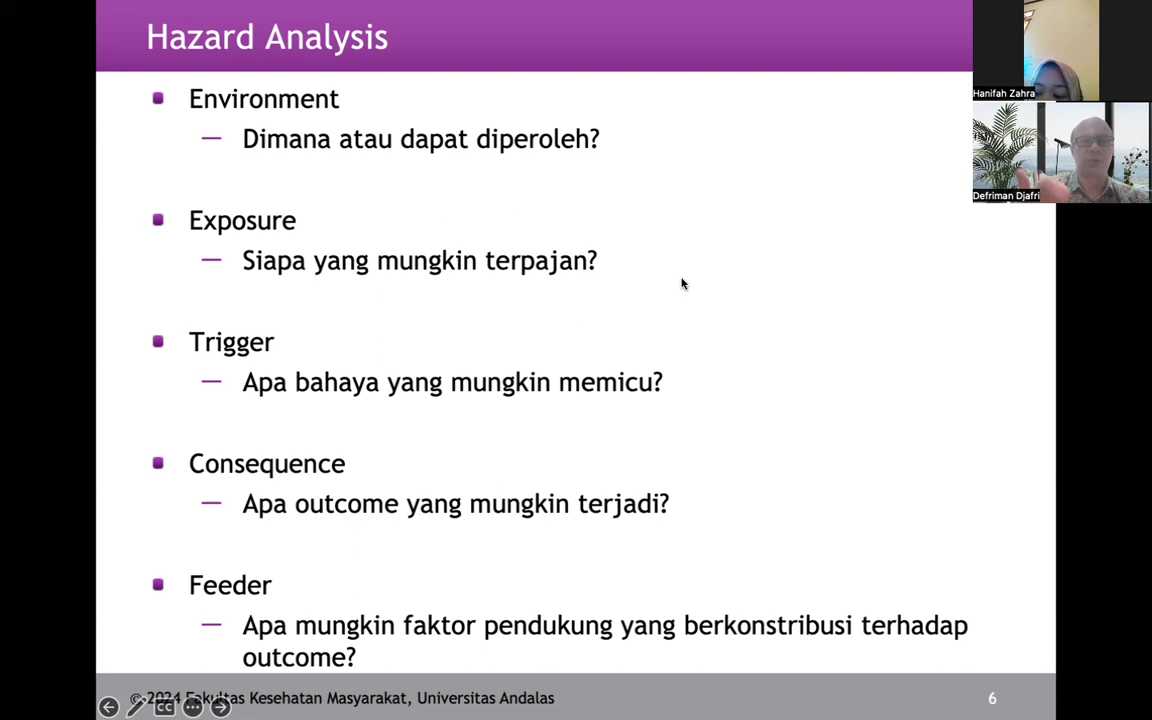 Hazard Analysis
Environment
— Dimana atau dapat diperoleh?
Exposure
— Siapa yang mungkin terpajan?
Trigger
— Apa bahaya yang mungkin memicu?
Consequence
— Apa outcome yang mungkin terjadi?
Feeder
— Apa mungkin faktor pendukung yang berkonstribusi terhadap
outcome?
© 2024 Fakultas Kesehatan Masyarakat, Universitas Andalas
6
CC
Hanifah Zahra
Defriman Djafri